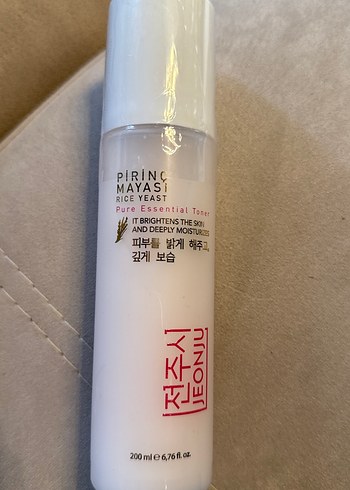 PİRİNÇ
MAYASI
RICE YEAST
Pure Essential Toner
IT BRIGHTENS THE SKIN
AND DEEPLY MOISTURIZES
피부를 밝게 해주고,
깊게 보습
전주시
JEONJU
200 ml e 6,76 fl. oz.